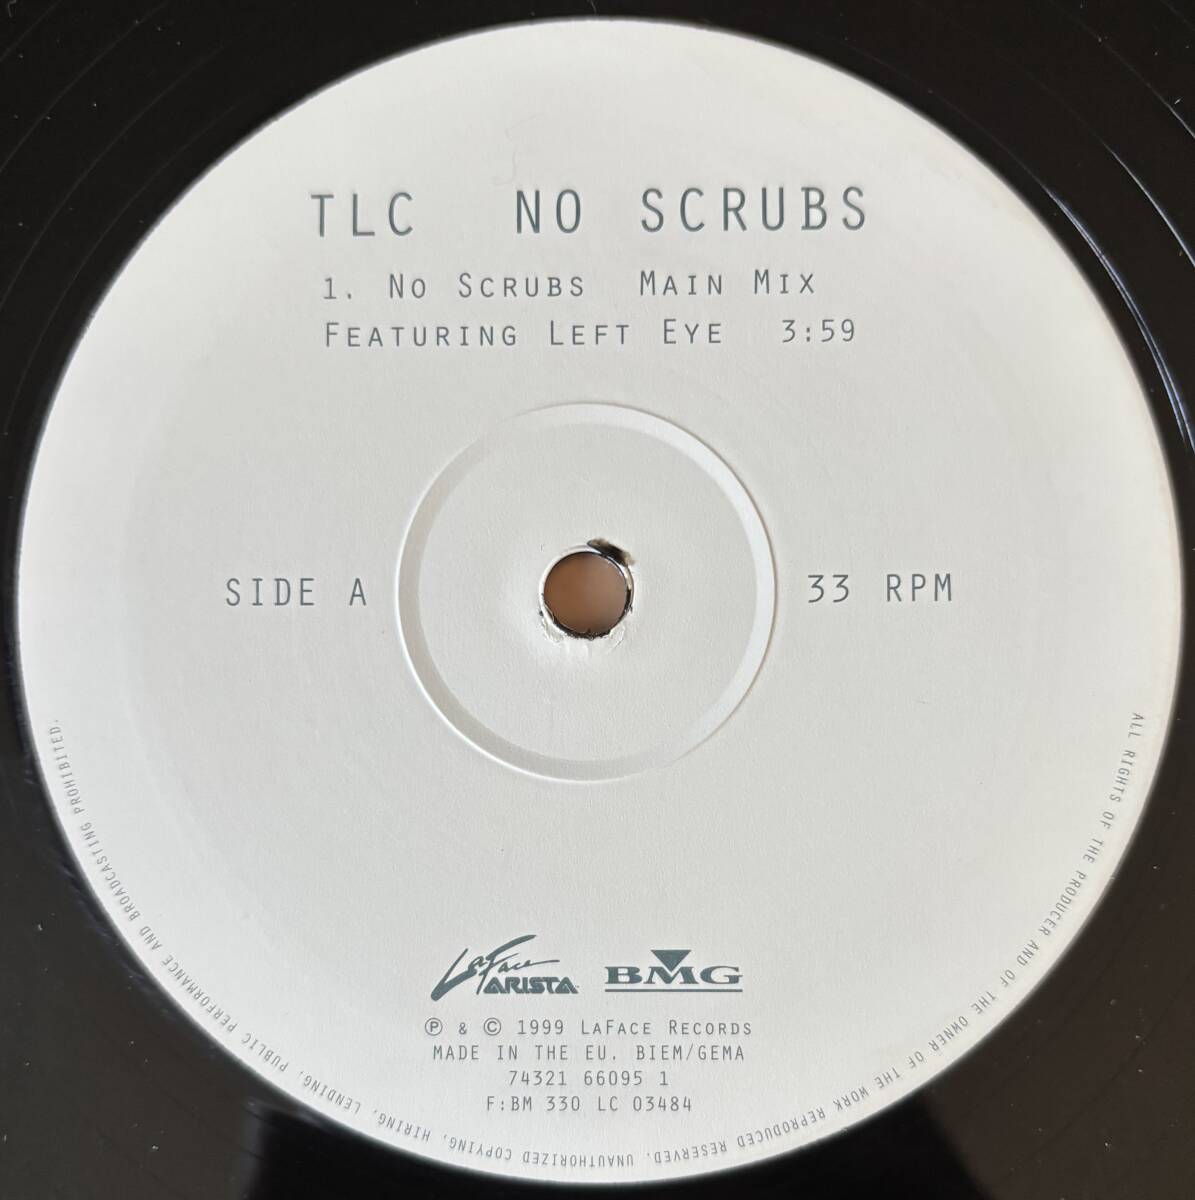 TLC NO SCRUBS
1. NO SCRUBS MAIN MIX
FEATURING LEFT EYE 3:59
SIDE A
33 RPM
LaFace ARISTA BMG
Ⓟ & © 1999 LAFACE RECORDS
MADE IN THE EU. BIEM/GEMA
74321 66095 1
F:BM 330 LC 03484
ALL RIGHTS OF THE PRODUCER AND OF THE OWNER OF THE WORK REPRODUCED RESERVED. UNAUTHORIZED COPYING, HIRING, LENDING, PUBLIC PERFORMANCE AND BROADCASTING PROHIBITED.